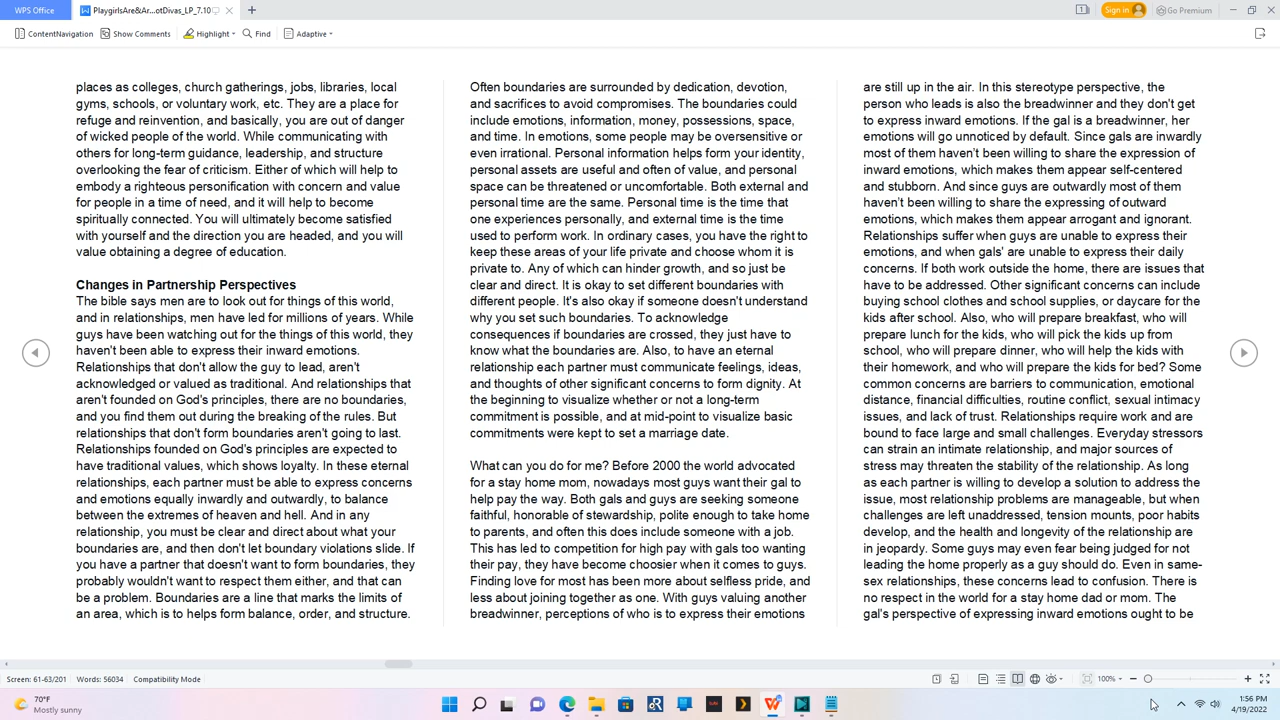 WPS Office
PlaygirlsAre&Ar...otDivas_LP_7.10
1
Sign in
Go Premium
ContentNavigation
Show Comments
Highlight
Find
Adaptive
places as colleges, church gatherings, jobs, libraries, local
gyms, schools, or voluntary work, etc. They are a place for
refuge and reinvention, and basically, you are out of danger
of wicked people of the world. While communicating with
others for long-term guidance, leadership, and structure
overlooking the fear of criticism. Either of which will help to
embody a righteous personification with concern and value
for people in a time of need, and it will help to become
spiritually connected. You will ultimately become satisfied
with yourself and the direction you are headed, and you will
value obtaining a degree of education.
Changes in Partnership Perspectives
The bible says men are to look out for things of this world,
and in relationships, men have led for millions of years. While
guys have been watching out for the things of this world, they
haven't been able to express their inward emotions.
Relationships that don't allow the guy to lead, aren't
acknowledged or valued as traditional. And relationships that
aren't founded on God's principles, there are no boundaries,
and you find them out during the breaking of the rules. But
relationships that don't form boundaries aren't going to last.
Relationships founded on God's principles are expected to
have traditional values, which shows loyalty. In these eternal
relationships, each partner must be able to express concerns
and emotions equally inwardly and outwardly, to balance
between the extremes of heaven and hell. And in any
relationship, you must be clear and direct about what your
boundaries are, and then don't let boundary violations slide. If
you have a partner that doesn't want to form boundaries, they
probably wouldn't want to respect them either, and that can
be a problem. Boundaries are a line that marks the limits of
an area, which is to helps form balance, order, and structure.
Often boundaries are surrounded by dedication, devotion,
and sacrifices to avoid compromises. The boundaries could
include emotions, information, money, possessions, space,
and time. In emotions, some people may be oversensitive or
even irrational. Personal information helps form your identity,
personal assets are useful and often of value, and personal
space can be threatened or uncomfortable. Both external and
personal time are the same. Personal time is the time that
one experiences personally, and external time is the time
used to perform work. In ordinary cases, you have the right to
keep these areas of your life private and choose whom it is
private to. Any of which can hinder growth, and so just be
clear and direct. It is okay to set different boundaries with
different people. It's also okay if someone doesn't understand
why you set such boundaries. To acknowledge
consequences if boundaries are crossed, they just have to
know what the boundaries are. Also, to have an eternal
relationship each partner must communicate feelings, ideas,
and thoughts of other significant concerns to form dignity. At
the beginning to visualize whether or not a long-term
commitment is possible, and at mid-point to visualize basic
commitments were kept to set a marriage date.
What can you do for me? Before 2000 the world advocated
for a stay home mom, nowadays most guys want their gal to
help pay the way. Both gals and guys are seeking someone
faithful, honorable of stewardship, polite enough to take home
to parents, and often this does include someone with a job.
This has led to competition for high pay with gals too wanting
their pay, they have become choosier when it comes to guys.
Finding love for most has been more about selfless pride, and
less about joining together as one. With guys valuing another
breadwinner, perceptions of who is to express their emotions
are still up in the air. In this stereotype perspective, the
person who leads is also the breadwinner and they don't get
to express inward emotions. If the gal is a breadwinner, her
emotions will go unnoticed by default. Since gals are inwardly
most of them haven't been willing to share the expression of
inward emotions, which makes them appear self-centered
and stubborn. And since guys are outwardly most of them
haven't been willing to share the expressing of outward
emotions, which makes them appear arrogant and ignorant.
Relationships suffer when guys are unable to express their
emotions, and when gals' are unable to express their daily
concerns. If both work outside the home, there are issues that
have to be addressed. Other significant concerns can include
buying school clothes and school supplies, or daycare for the
kids after school. Also, who will prepare breakfast, who will
prepare lunch for the kids, who will pick the kids up from
school, who will prepare dinner, who will help the kids with
their homework, and who will prepare the kids for bed? Some
common concerns are barriers to communication, emotional
distance, financial difficulties, routine conflict, sexual intimacy
issues, and lack of trust. Relationships require work and are
bound to face large and small challenges. Everyday stressors
can strain an intimate relationship, and major sources of
stress may threaten the stability of the relationship. As long
as each partner is willing to develop a solution to address the
issue, most relationship problems are manageable, but when
challenges are left unaddressed, tension mounts, poor habits
develop, and the health and longevity of the relationship are
in jeopardy. Some guys may even fear being judged for not
leading the home properly as a guy should do. Even in same-
sex relationships, these concerns lead to confusion. There is
no respect in the world for a stay home dad or mom. The
gal's perspective of expressing inward emotions ought to be
Screen: 61-63/201
Words: 56034
Compatibility Mode
100%
70°F
Mostly sunny
1:56 PM
4/19/2022